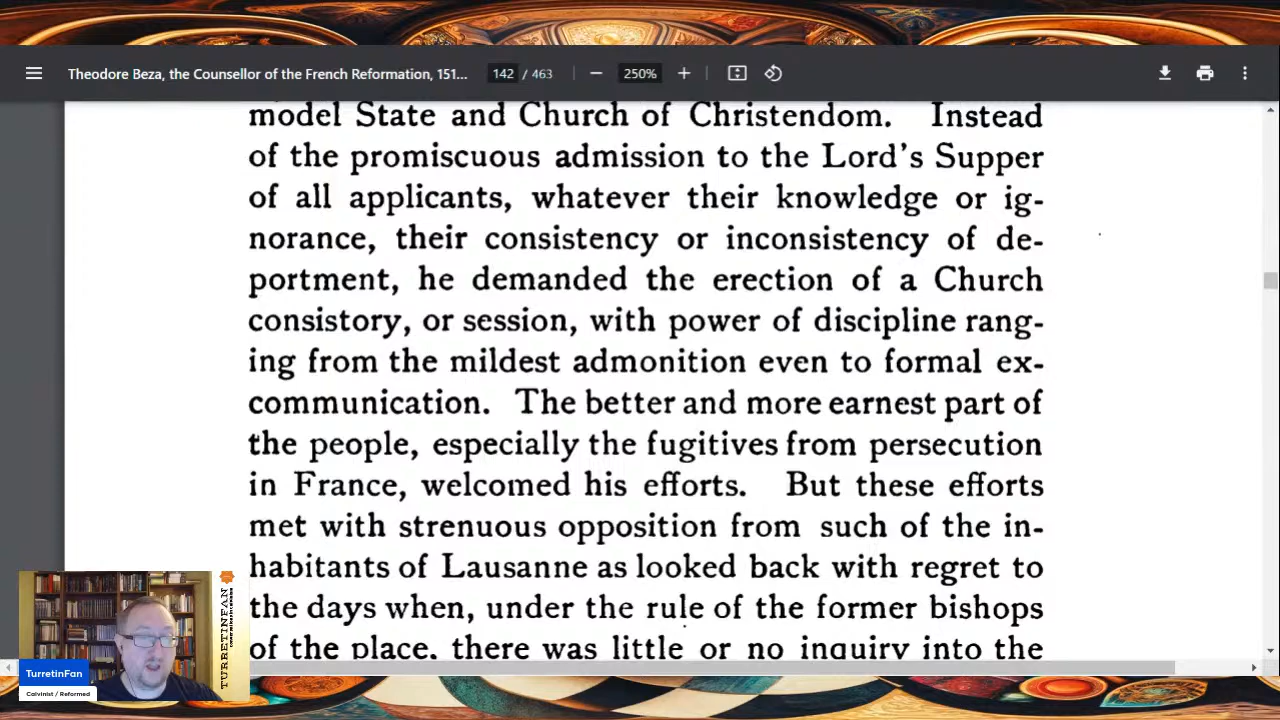 Theodore Beza, the Counsellor of the French Reformation, 151... 142 / 463 250%
model State and Church of Christendom. Instead
of the promiscuous admission to the Lord's Supper
of all applicants, whatever their knowledge or ig-
norance, their consistency or inconsistency of de-
portment, he demanded the erection of a Church
consistory, or session, with power of discipline rang-
ing from the mildest admonition even to formal ex-
communication. The better and more earnest part of
the people, especially the fugitives from persecution
in France, welcomed his efforts. But these efforts
met with strenuous opposition from such of the in-
habitants of Lausanne as looked back with regret to
the days when, under the rule of the former bishops
of the place, there was little or no inquiry into the
TURRETINFAN
TurretinFan
Calvinist / Reformed